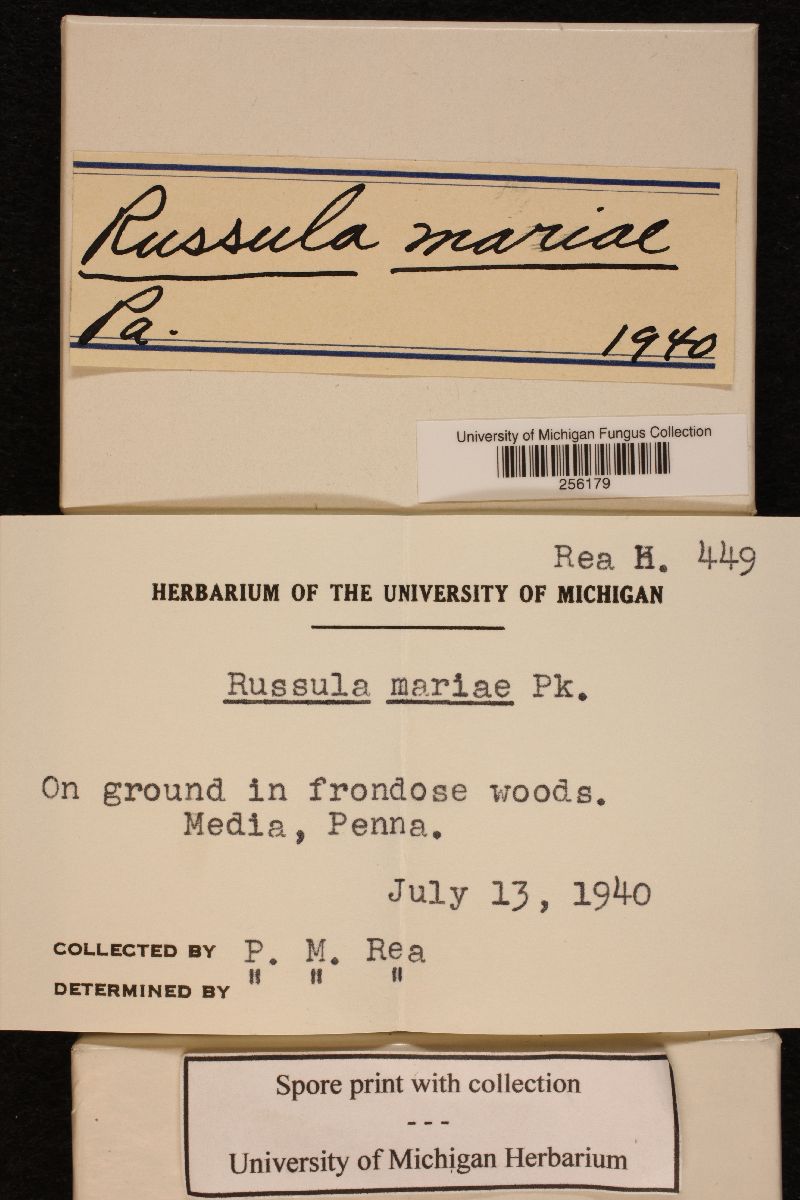 Russula mariae
Pa. 1940
University of Michigan Fungus Collection
256179
Rea H. 449
HERBARIUM OF THE UNIVERSITY OF MICHIGAN
Russula mariae Pk.
On ground in frondose woods.
Media, Penna.
July 13, 1940
COLLECTED BY P. M. Rea
DETERMINED BY " " "
Spore print with collection
---
University of Michigan Herbarium